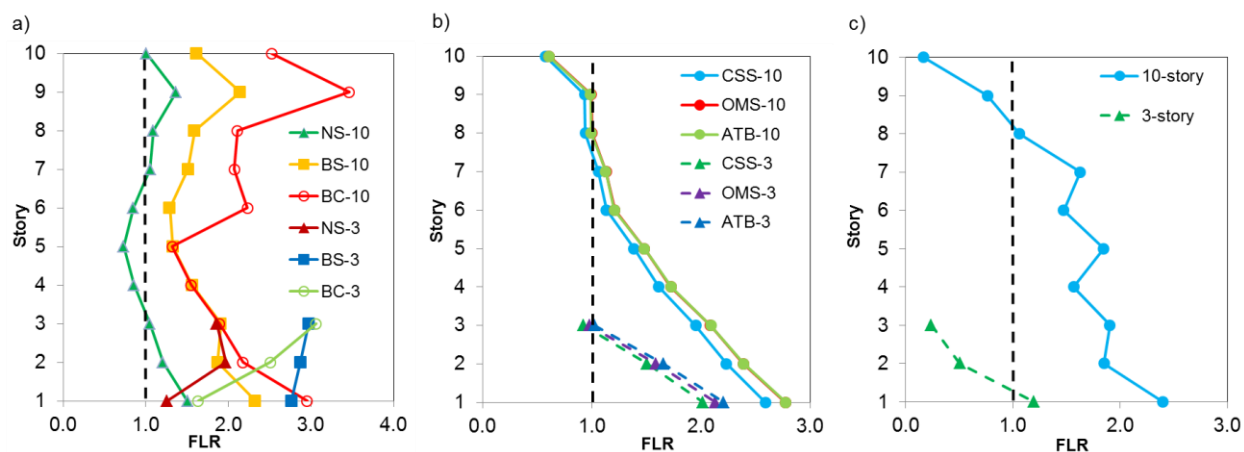 a)
10
9
8
7
6
5
4
3
2
1
Story
0.0 1.0 2.0 3.0 4.0
FLR
NS-10
BS-10
BC-10
NS-3
BS-3
BC-3
b)
10
9
8
7
6
5
4
3
2
1
Story
0.0 1.0 2.0 3.0
FLR
CSS-10
OMS-10
ATB-10
CSS-3
OMS-3
ATB-3
c)
10
9
8
7
6
5
4
3
2
1
Story
0.0 1.0 2.0 3.0
FLR
10-story
3-story